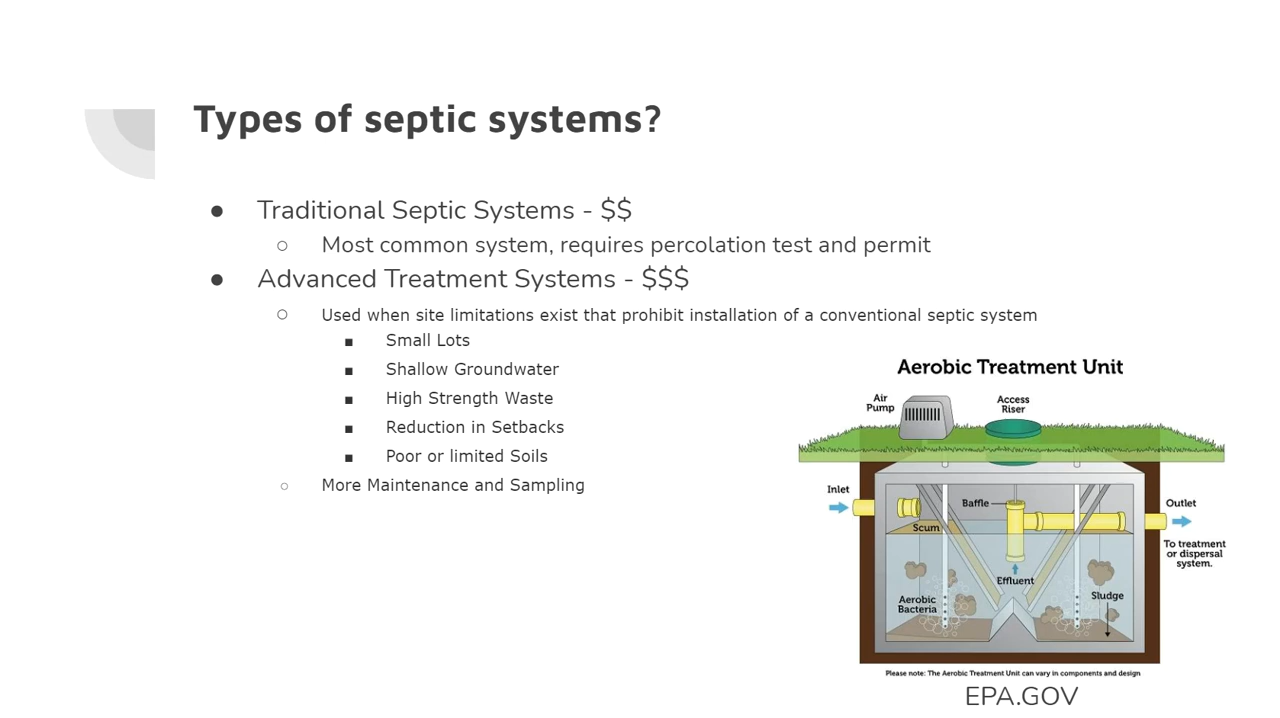 Types of septic systems?
● Traditional Septic Systems - $$
○ Most common system, requires percolation test and permit
● Advanced Treatment Systems - $$$
○ Used when site limitations exist that prohibit installation of a conventional septic system
■ Small Lots
■ Shallow Groundwater
■ High Strength Waste
■ Reduction in Setbacks
■ Poor or limited Soils
○ More Maintenance and Sampling
Aerobic Treatment Unit
Air
Pump
Access
Riser
Inlet
Baffle
Outlet
Scum
To treatment
or dispersal
system.
Effluent
Aerobic
Bacteria
Sludge
Please note: The Aerobic Treatment Unit can vary in components and design
EPA.GOV